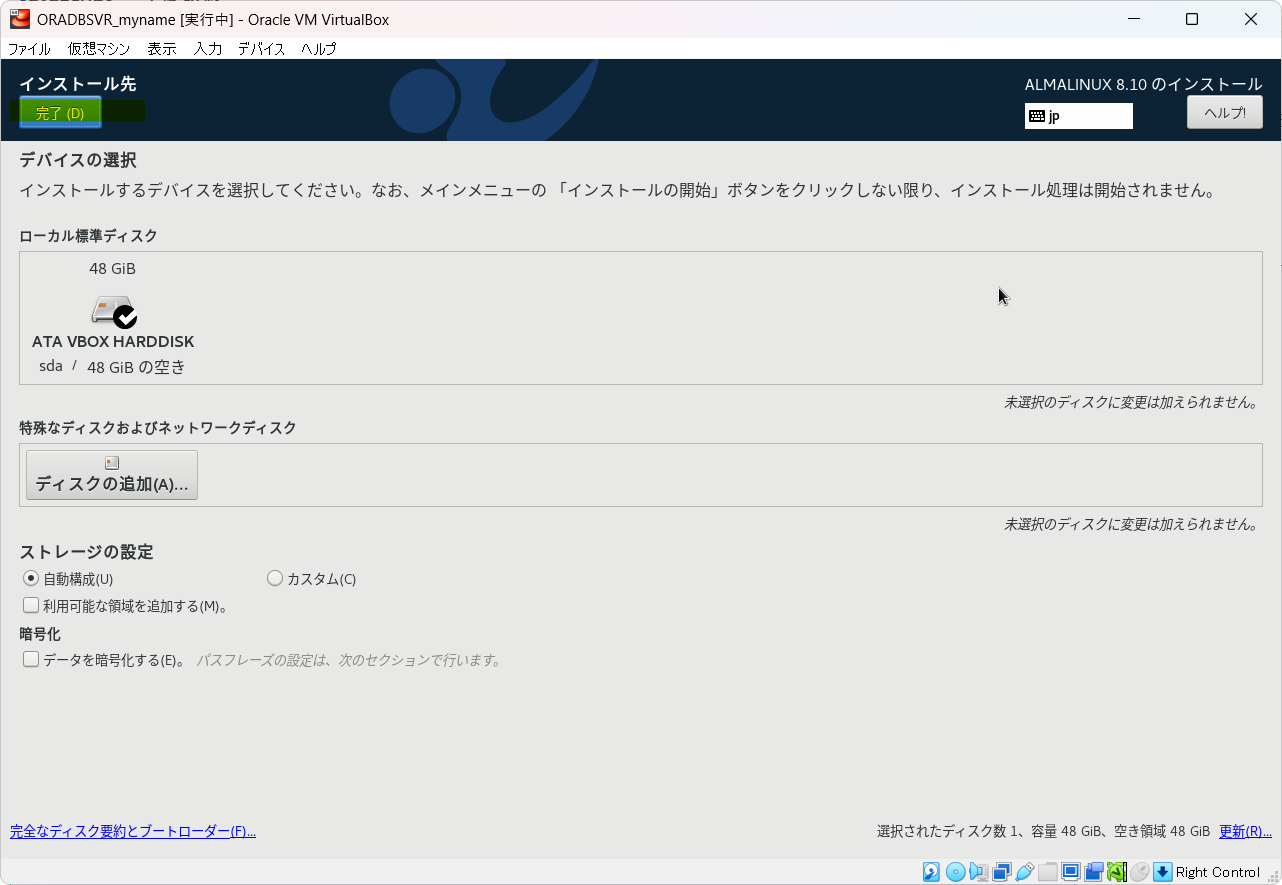 ORADBSVR_myname [実行中] - Oracle VM VirtualBox
ファイル 仮想マシン 表示 入力 デバイス ヘルプ
インストール先
ALMALINUX 8.10 のインストール
完了 (D)
jp
ヘルプ!
デバイスの選択
インストールするデバイスを選択してください。なお、メインメニューの 「インストールの開始」ボタンをクリックしない限り、インストール処理は開始されません。
ローカル標準ディスク
48 GiB
ATA VBOX HARDDISK
sda / 48 GiB の空き
未選択のディスクに変更は加えられません。
特殊なディスクおよびネットワークディスク
ディスクの追加(A)...
未選択のディスクに変更は加えられません。
ストレージの設定
自動構成(U) カスタム(C)
利用可能な領域を追加する(M)。
暗号化
データを暗号化する(E)。 パスフレーズの設定は、次のセクションで行います。
完全なディスク要約とブートローダー(F)... 選択されたディスク数 1、容量 48 GiB、空き領域 48 GiB 更新(R)...
Right Control